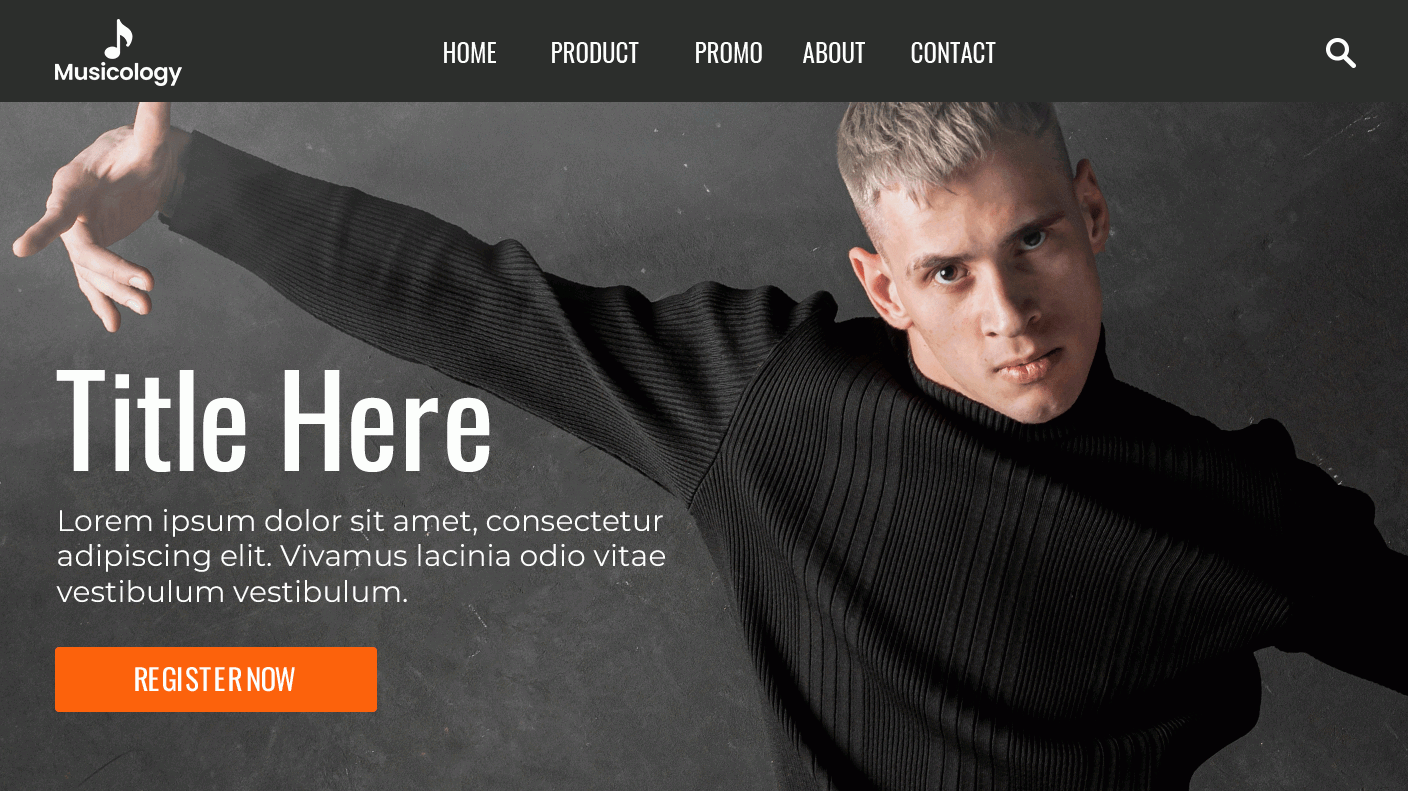 Musicology
HOME PRODUCT PROMO ABOUT CONTACT
Title Here
Lorem ipsum dolor sit amet, consectetur
adipiscing elit. Vivamus lacinia odio vitae
vestibulum vestibulum.
REGISTER NOW